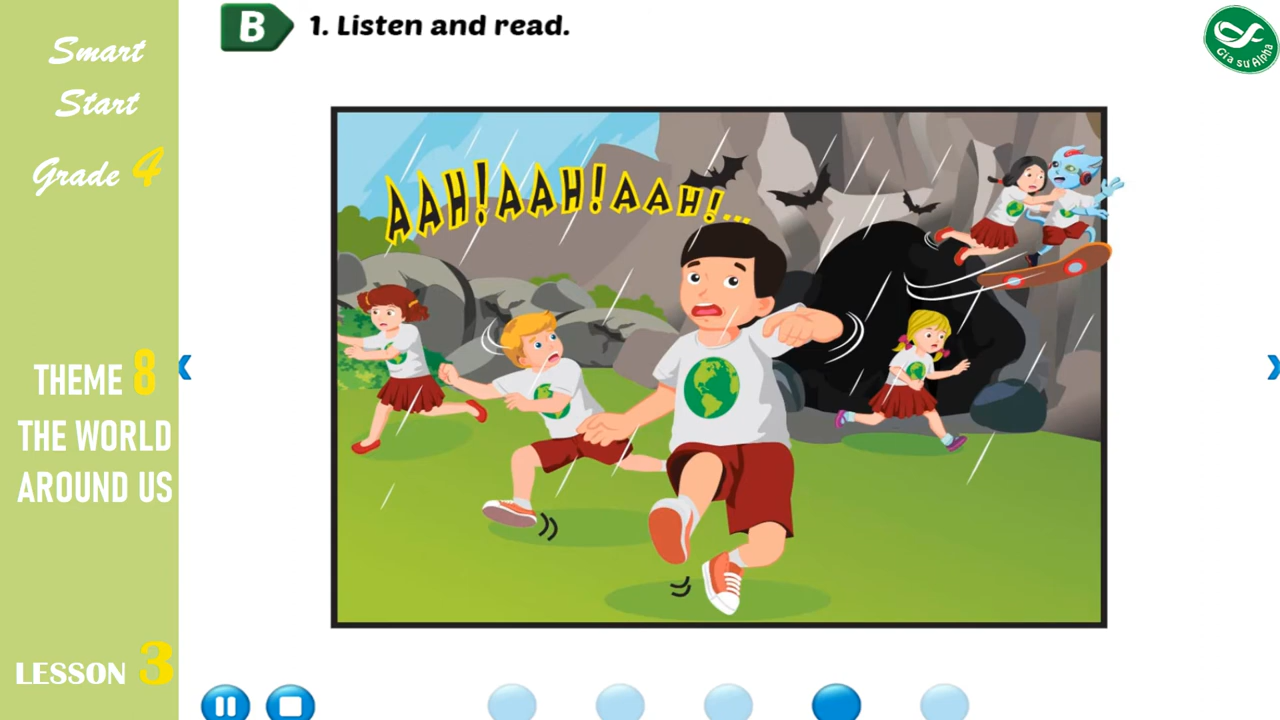 Smart
Start
Grade 4
THEME 8
THE WORLD
AROUND US
LESSON 3
B 1. Listen and read.
AAH! AAH! AAH!...
Gia sư Alpha